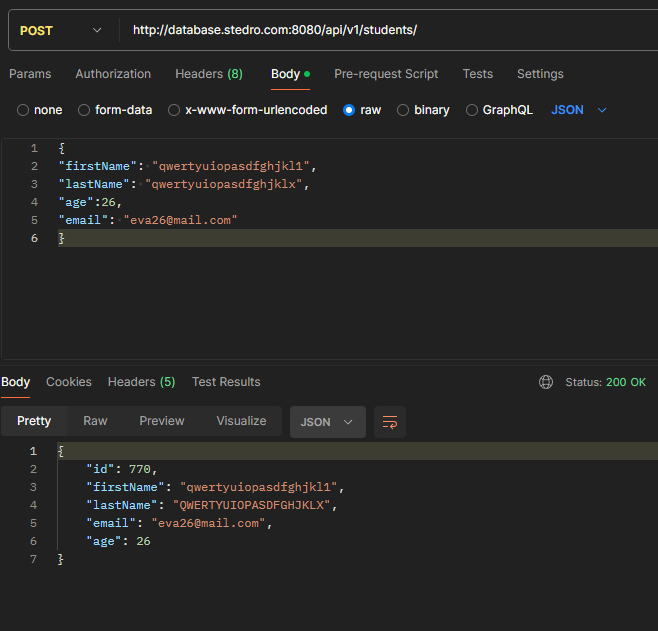 POST http://database.stedro.com:8080/api/v1/students/
Params Authorization Headers (8) Body Pre-request Script Tests Settings
none form-data x-www-form-urlencoded raw binary GraphQL JSON
1 {
2 "firstName": "qwertyuiopasdfghjkl1",
3 "lastName": "qwertyuiopasdfghjklx",
4 "age":26,
5 "email": "eva26@mail.com"
6 }
Body Cookies Headers (5) Test Results Status: 200 OK
Pretty Raw Preview Visualize JSON
1 {
2 "id": 770,
3 "firstName": "qwertyuiopasdfghjkl1",
4 "lastName": "QWERTYUIOPASDFGHJKLX",
5 "email": "eva26@mail.com",
6 "age": 26
7 }